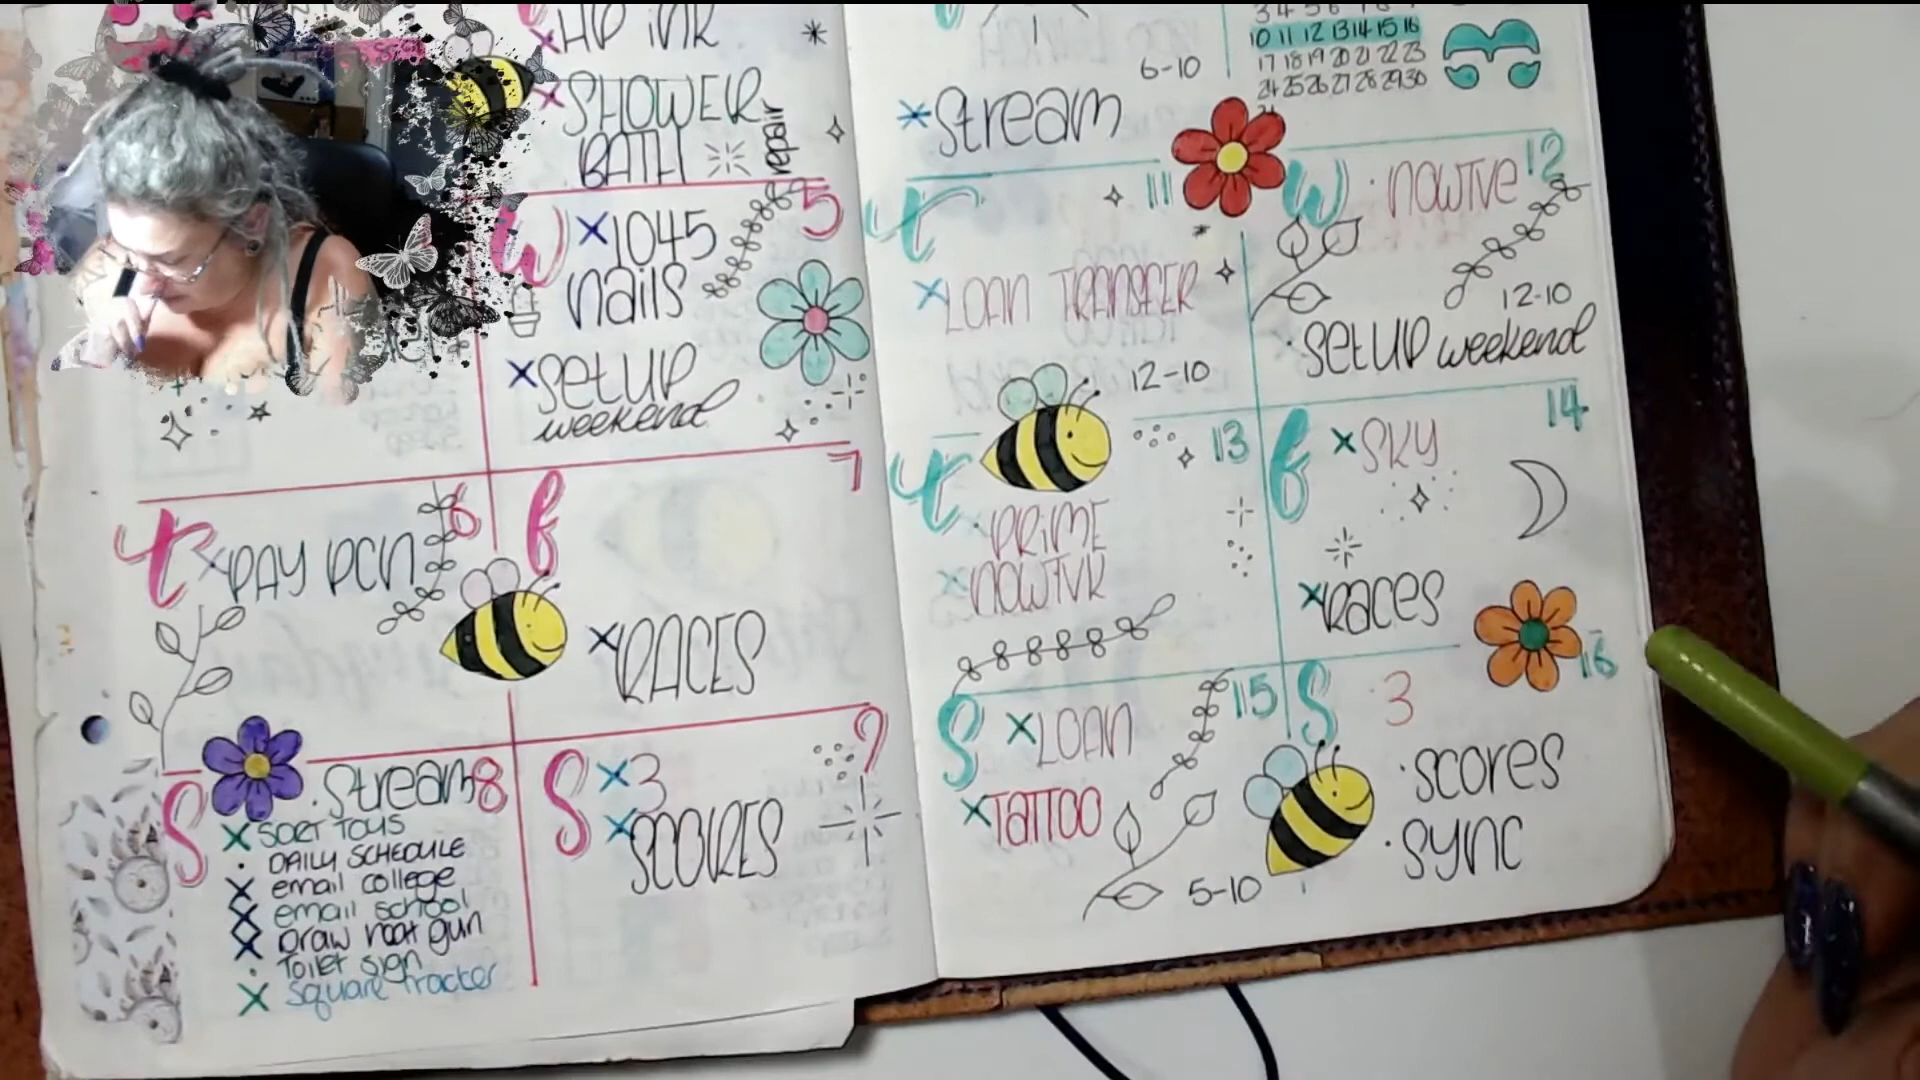 HP INK
SHOWER
BATH
repair
W
5
1045
nails
SetUP
weekend
t
6
PAY PCN
f
7
RACES
S
8
Stream
SORT TOYS
DAILY SCHEDULE
email college
email school
Draw
gun
Toilet sign
Square Tracker
S
9
3
SCORES
6-10
Stream
10 11 12 13 14 15 16
17 18 19 20 21 22 23
24 25 26 27 28 29 30
t
11
LOAN TRANSFER
12-10
W
12
NOWTVE
12-10
SetUP weekend
t
13
PRIME
NOWTVR
f
14
SKY
RACES
S
15
LOAN
TATTOO
5-10
S
16
3
SCORES
SYNC